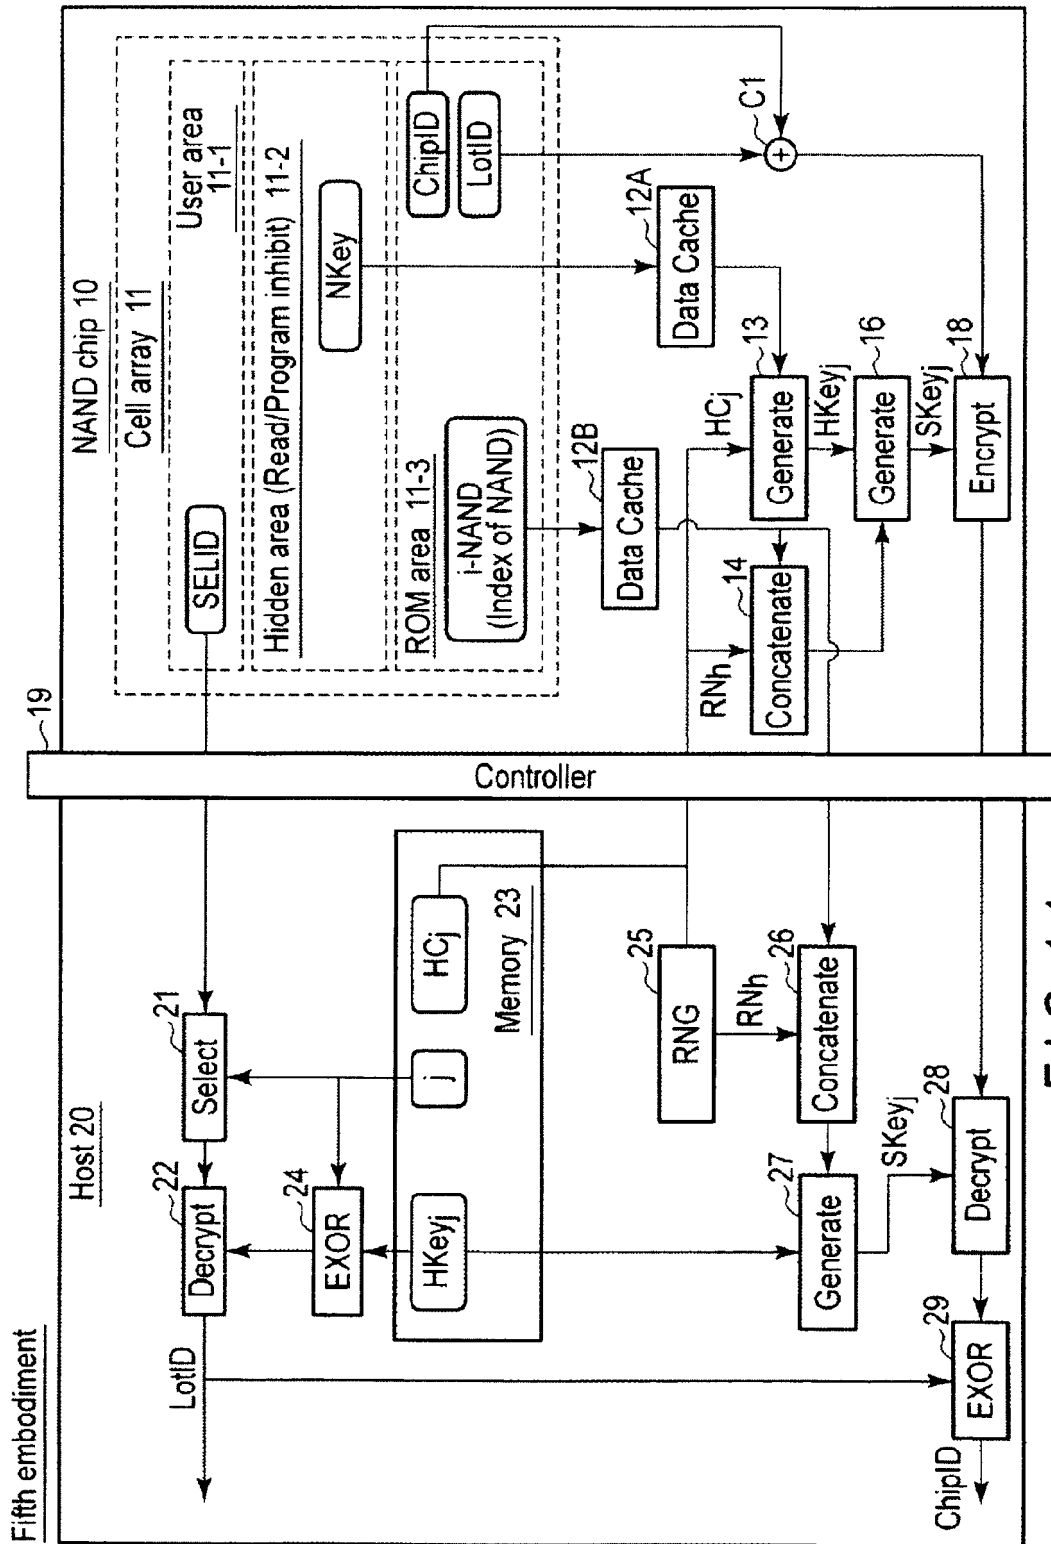 Fifth embodiment
Host 20
NAND chip 10
Cell array 11
User area
11-1
SELID
Hidden area (Read/Program inhibit) 11-2
NKey
ROM area 11-3
i-NAND
(Index of NAND)
ChipID
LotID
C1
+
12A
Data Cache
12B
Data Cache
HCj
13
Generate
HKeyj
16
Generate
SKeyj
18
Encrypt
14
Concatenate
RNh
19
Controller
21
Select
22
Decrypt
LotID
24
EXOR
HKeyj
j
HCj
Memory 23
25
RNG
RNh
26
Concatenate
27
Generate
SKeyj
28
Decrypt
29
EXOR
ChipID